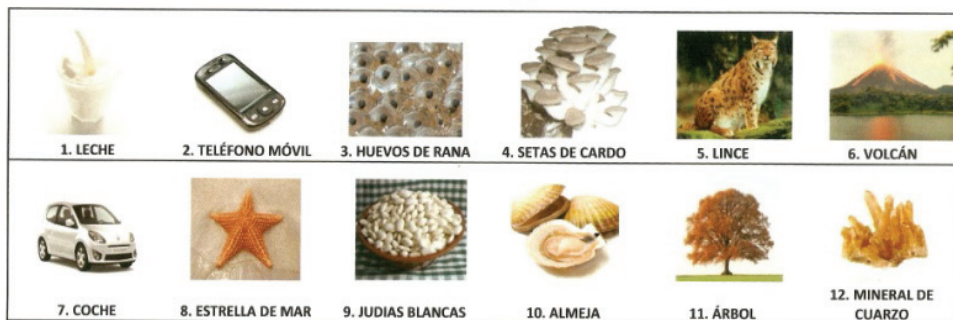 1. LECHE
2. TELÉFONO MÓVIL
3. HUEVOS DE RANA
4. SETAS DE CARDO
5. LINCE
6. VOLCÁN
7. COCHE
8. ESTRELLA DE MAR
9. JUDIAS BLANCAS
10. ALMEJA
11. ÁRBOL
12. MINERAL DE
CUARZO